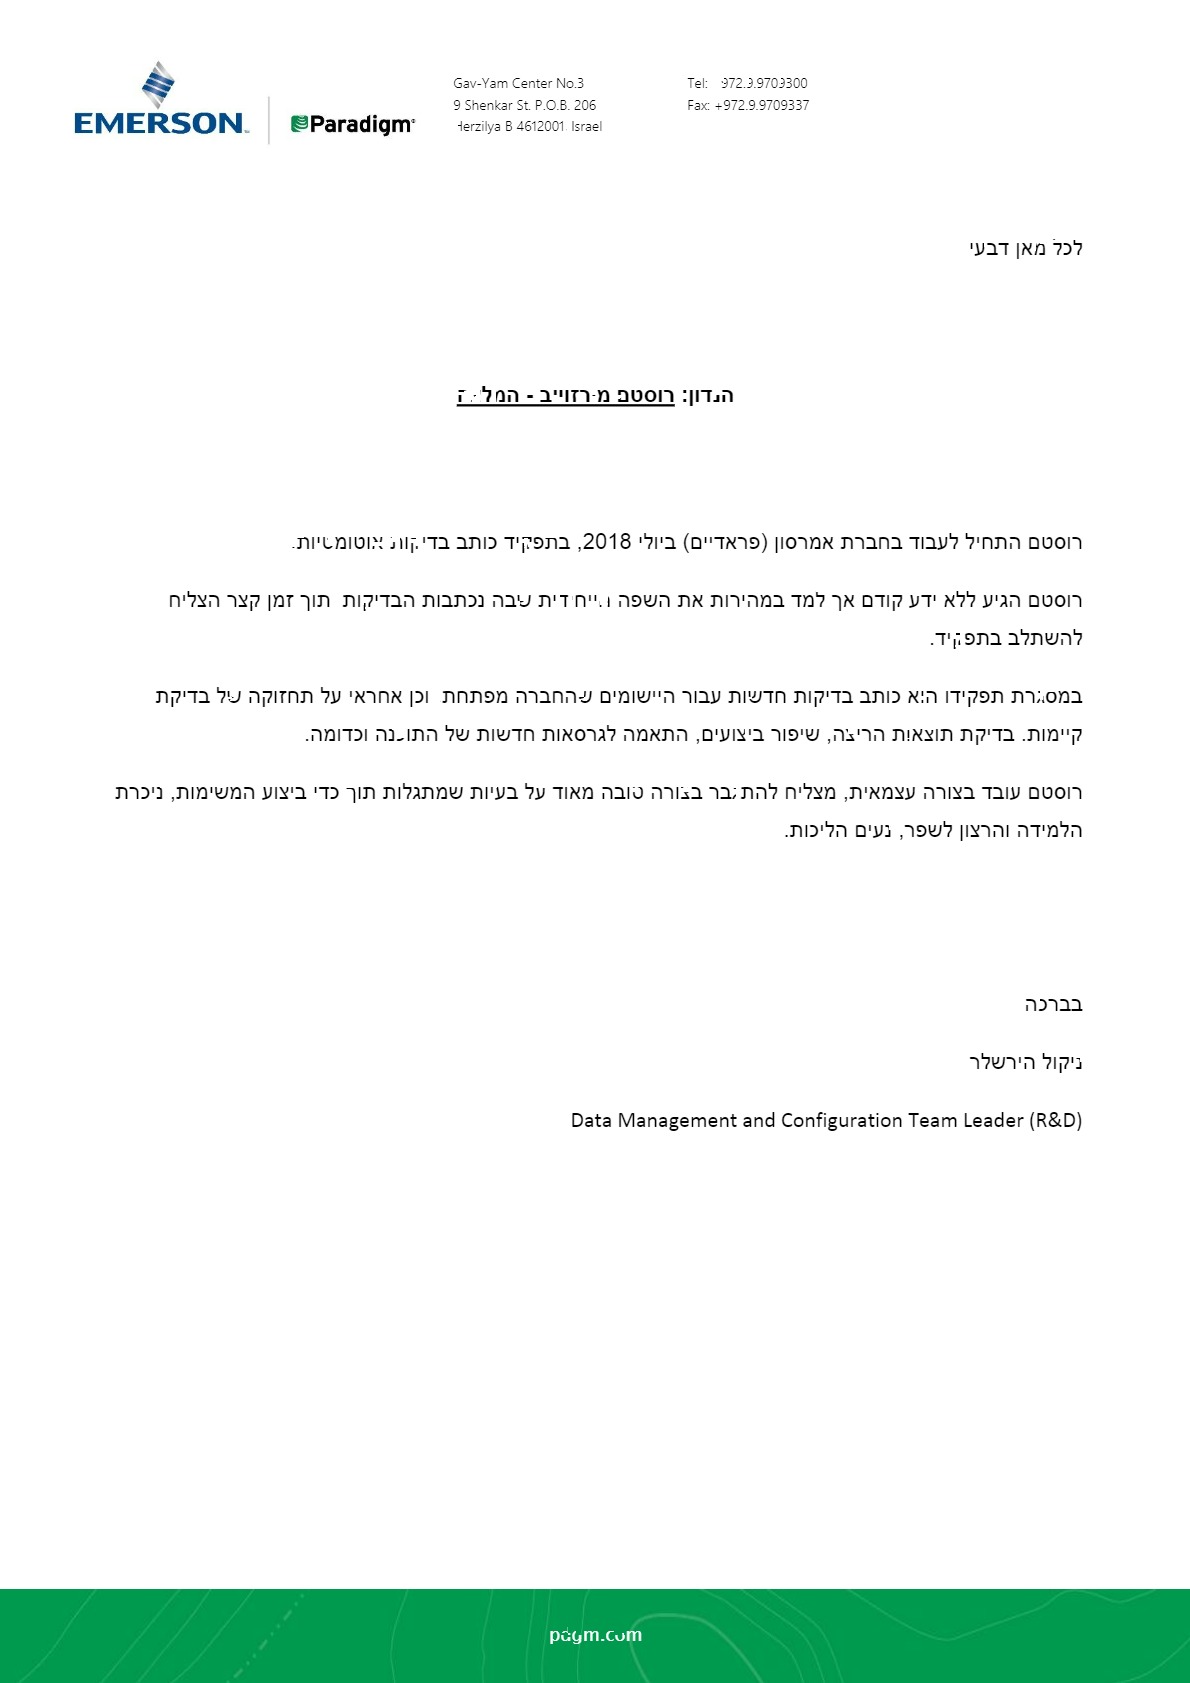 EMERSON
Paradigm
Gav-Yam Center No.3
9 Shenkar St. P.O.B. 206
Herzilya B 4612001, Israel
Tel: 972.9.9709300
Fax: +972.9.9709337
לכל מאן דבעי
הנדון: רוסטם מירזוייב - המלצה
רוסטם התחיל לעבוד בחברת אמרסון (פראדיים) ביולי 2018, בתפקיד כותב בדיקות אוטומטיות.
רוסטם הגיע ללא ידע קודם אך למד במהירות את השפה הייחודית שבה נכתבות הבדיקות תוך זמן קצר הצליח
להשתלב בתפקיד.
במסגרת תפקידו הוא כותב בדיקות חדשות עבור היישומים שהחברה מפתחת וכן אחראי על תחזוקה של בדיקת
קיימות. בדיקת תוצאות הריצה, שיפור ביצועים, התאמה לגרסאות חדשות של התוכנה וכדומה.
רוסטם עובד בצורה עצמאית, מצליח להתגבר בצורה טובה מאוד על בעיות שמתגלות תוך כדי ביצוע המשימות, ניכרת
הלמידה והרצון לשפר, נעים הליכות.
בברכה
ניקול הירשלר
Data Management and Configuration Team Leader (R&D)
pdgm.com